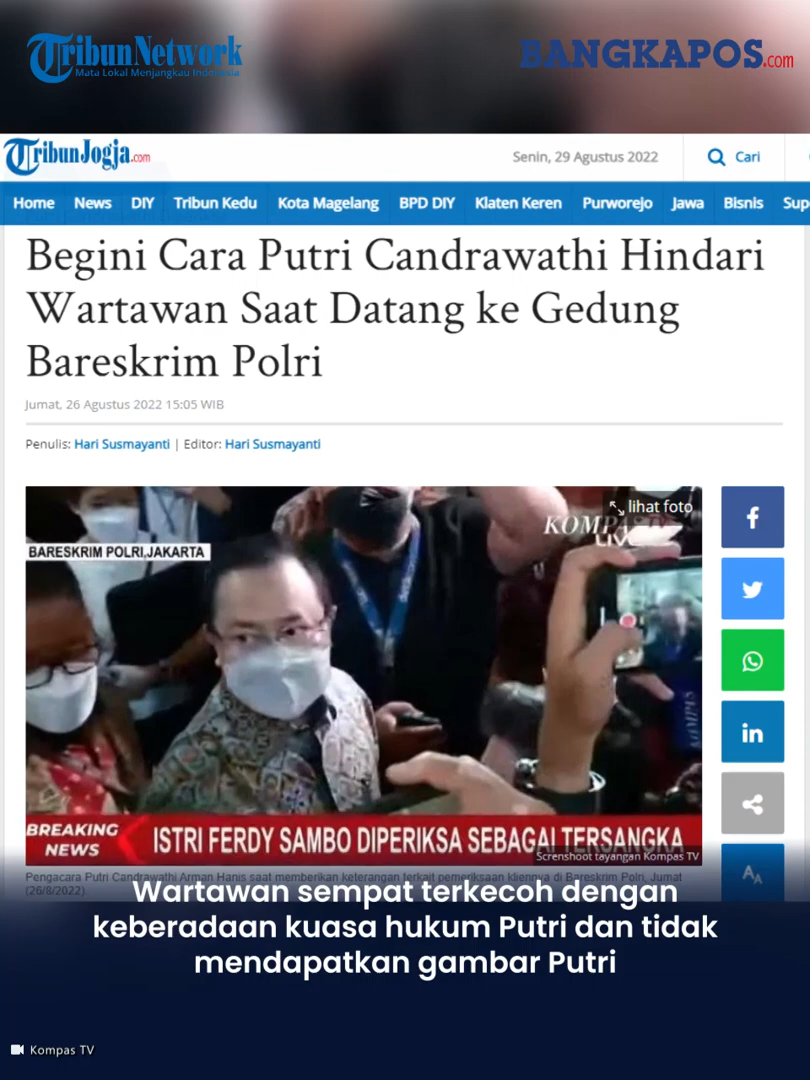 TribunNetwork
Mata Lokal Menjangkau Indonesia
BANGKAPOS.com
TribunJogja.com
Senin, 29 Agustus 2022
Cari
Home News DIY Tribun Kedu Kota Magelang BPD DIY Klaten Keren Purworejo Jawa Bisnis Sup
Begini Cara Putri Candrawathi Hindari
Wartawan Saat Datang ke Gedung
Bareskrim Polri
Jumat, 26 Agustus 2022 15:05 WIB
Penulis: Hari Susmayanti | Editor: Hari Susmayanti
lihat foto
BARESKRIM POLRI,JAKARTA
BREAKING
NEWS
ISTRI FERDY SAMBO DIPERIKSA SEBAGAI TERSANGKA
Screnshoot tayangan Kompas TV
Pengacara Putri Candrawathi Arman Hanis saat memberikan keterangan terkait pemeriksaan kliennya di Bareskrim Polri, Jumat
(26/8/2022)
AA
Wartawan sempat terkecoh dengan
keberadaan kuasa hukum Putri dan tidak
mendapatkan gambar Putri
Kompas TV